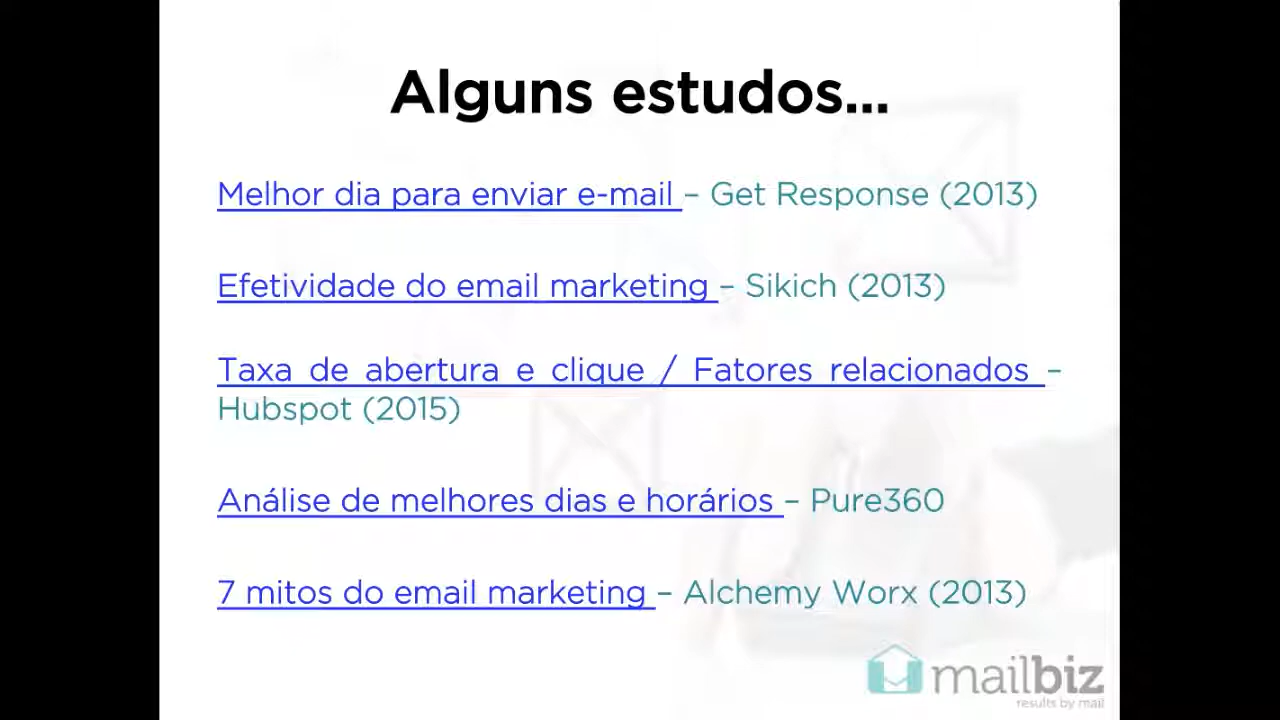 Alguns estudos...
Melhor dia para enviar e-mail – Get Response (2013)
Efetividade do email marketing – Sikich (2013)
Taxa de abertura e clique / Fatores relacionados –
Hubspot (2015)
Análise de melhores dias e horários – Pure360
7 mitos do email marketing – Alchemy Worx (2013)
mailbiz
results by mail